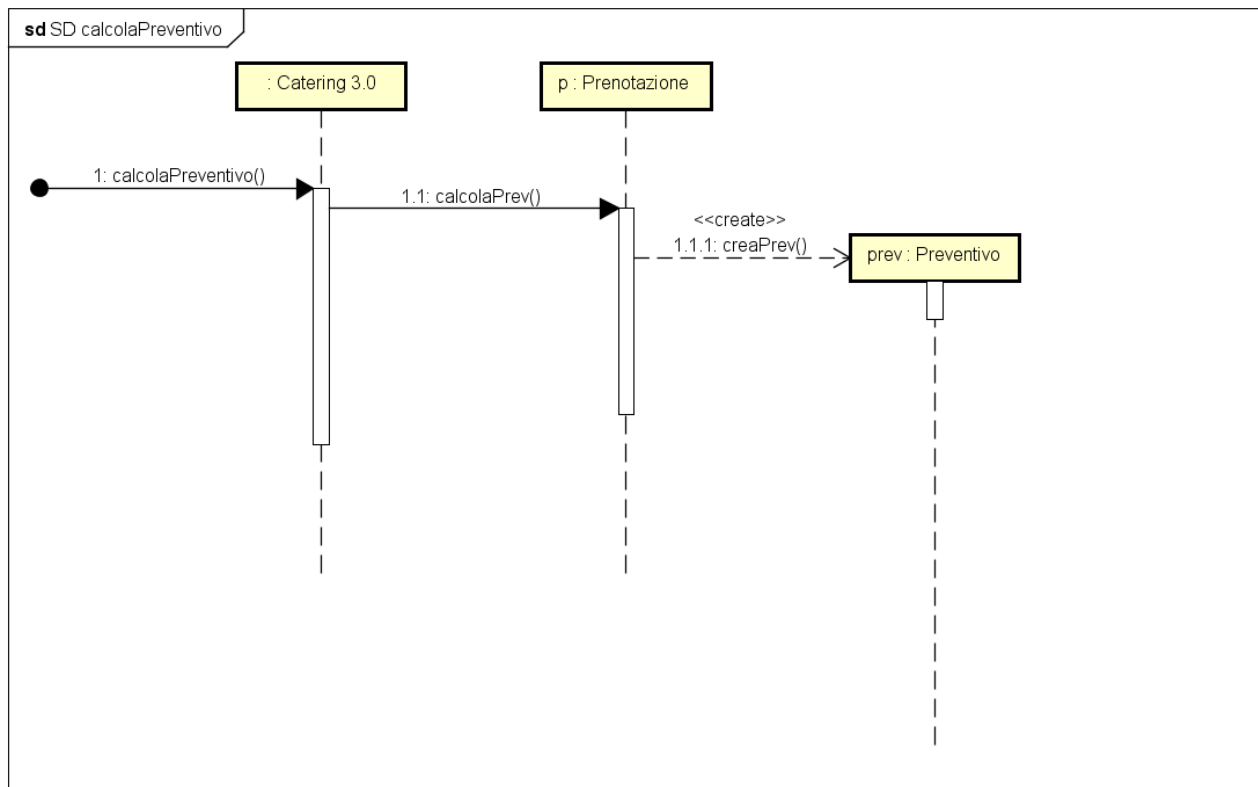 sd SD calcolaPreventivo
: Catering 3.0
p : Prenotazione
1: calcolaPreventivo()
1.1: calcolaPrev()
<<create>>
1.1.1: creaPrev()
prev : Preventivo